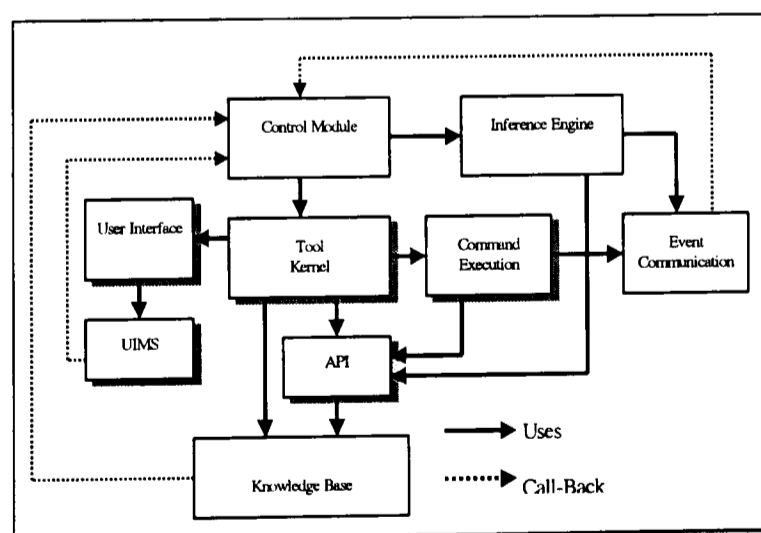 Control Module
Inference Engine
User Interface
Tool
Kernel
Command
Execution
Event
Communication
UIMS
API
Uses
Knowledge Base
Call-Back